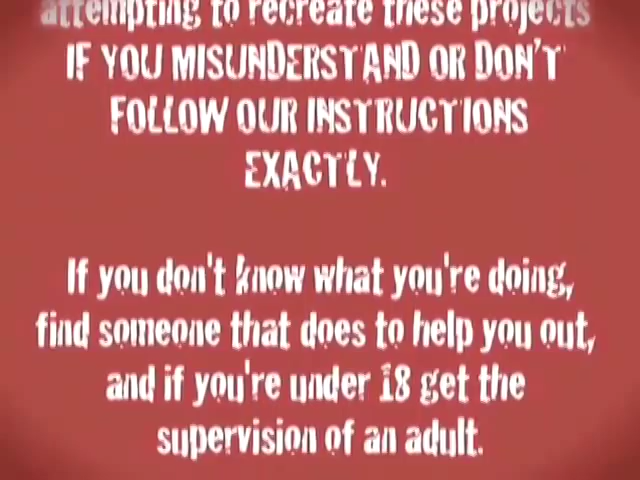 attempting to recreate these projects
IF YOU MISUNDERSTAND OR DON'T
FOLLOW OUR INSTRUCTIONS
EXACTLY.
If you don't know what you're doing,
find someone that does to help you out,
and if you're under 18 get the
supervision of an adult.